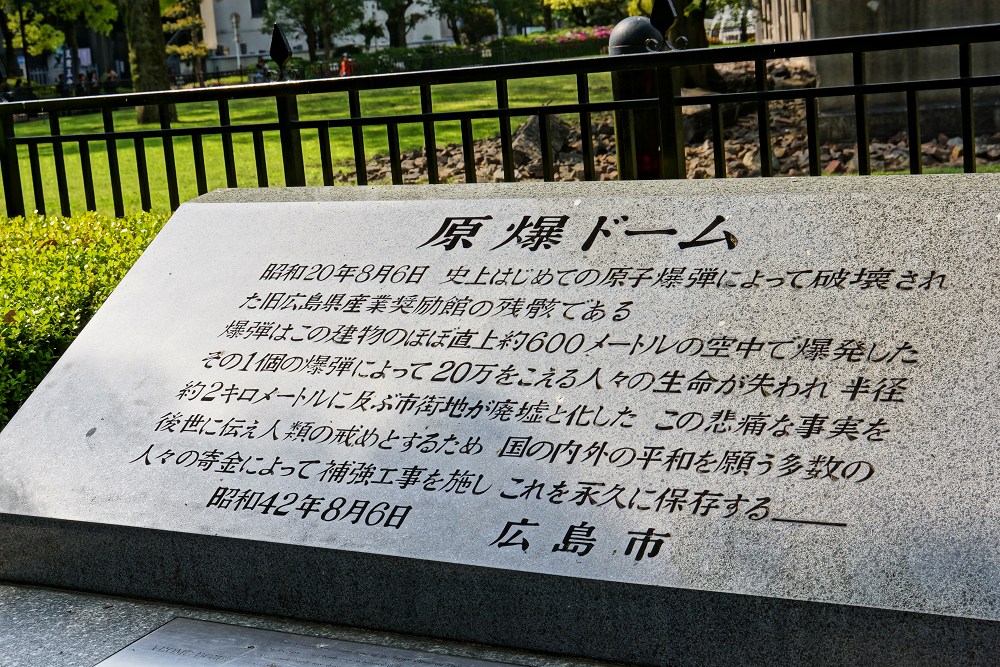 原爆ドーム
昭和20年8月6日 史上はじめての原子爆弾によって破壊され
た旧広島県産業奨励館の残骸である
爆弾はこの建物のほぼ直上約600メートルの空中で爆発した
その1個の爆弾によって20万をこえる人々の生命が失われ 半径
約2キロメートルに及ぶ市街地が廃墟と化した この悲痛な事実を
後世に伝え人類の戒めとするため 国の内外の平和を願う多数の
人々の寄金によって補強工事を施し これを永久に保存する――
昭和42年8月6日 広島市